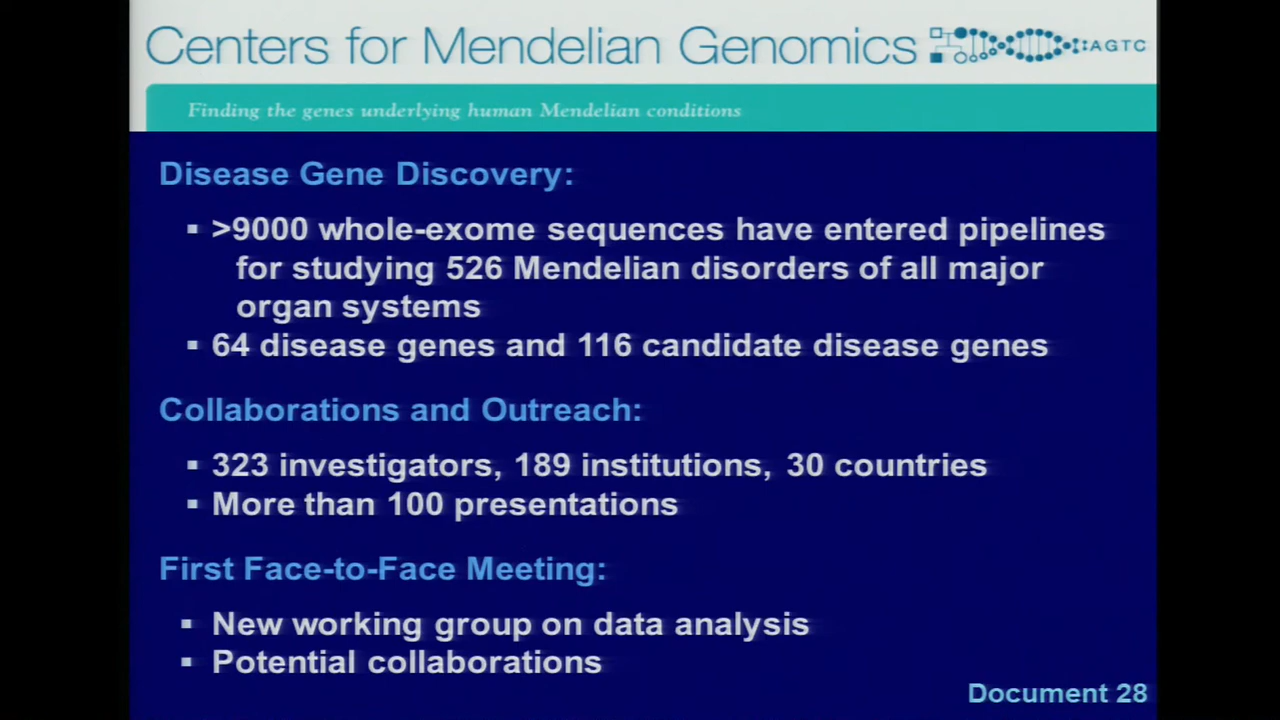 Centers for Mendelian Genomics AGTC
Finding the genes underlying human Mendelian conditions
Disease Gene Discovery:
▪ >9000 whole-exome sequences have entered pipelines
for studying 526 Mendelian disorders of all major
organ systems
▪ 64 disease genes and 116 candidate disease genes
Collaborations and Outreach:
▪ 323 investigators, 189 institutions, 30 countries
▪ More than 100 presentations
First Face-to-Face Meeting:
▪ New working group on data analysis
▪ Potential collaborations
Document 28